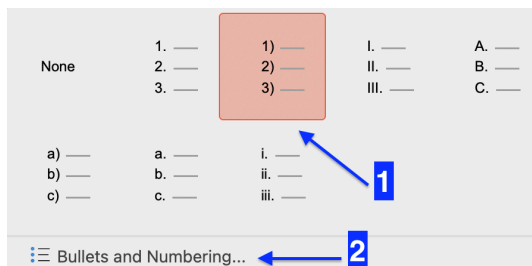 None
1.
2.
3.
1)
2)
3)
I.
II.
III.
A.
B.
C.
a)
b)
c)
a.
b.
c.
i.
ii.
iii.
1
Bullets and Numbering...
2